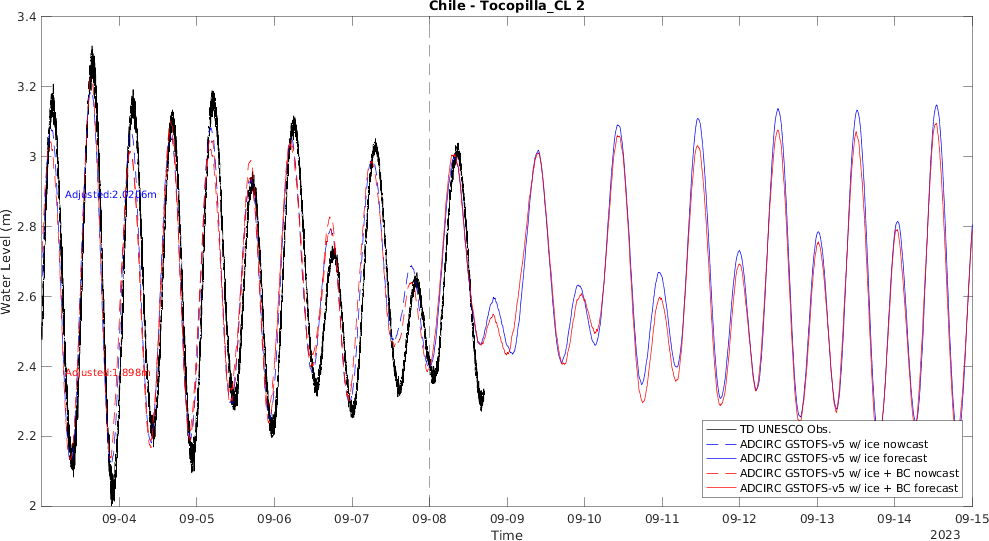 Chile - Tocopilla_CL 2
3.4
3.2
3
2.8
2.6
2.4
2.2
2
Water Level (m)
Adjusted:2.0206m
Adjusted:1.898m
TD UNESCO Obs.
ADCIRC GSTOFS-v5 w/ ice nowcast
ADCIRC GSTOFS-v5 w/ ice forecast
ADCIRC GSTOFS-v5 w/ ice + BC nowcast
ADCIRC GSTOFS-v5 w/ ice + BC forecast
09-04 09-05 09-06 09-07 09-08 09-09 09-10 09-11 09-12 09-13 09-14 09-15
Time
2023